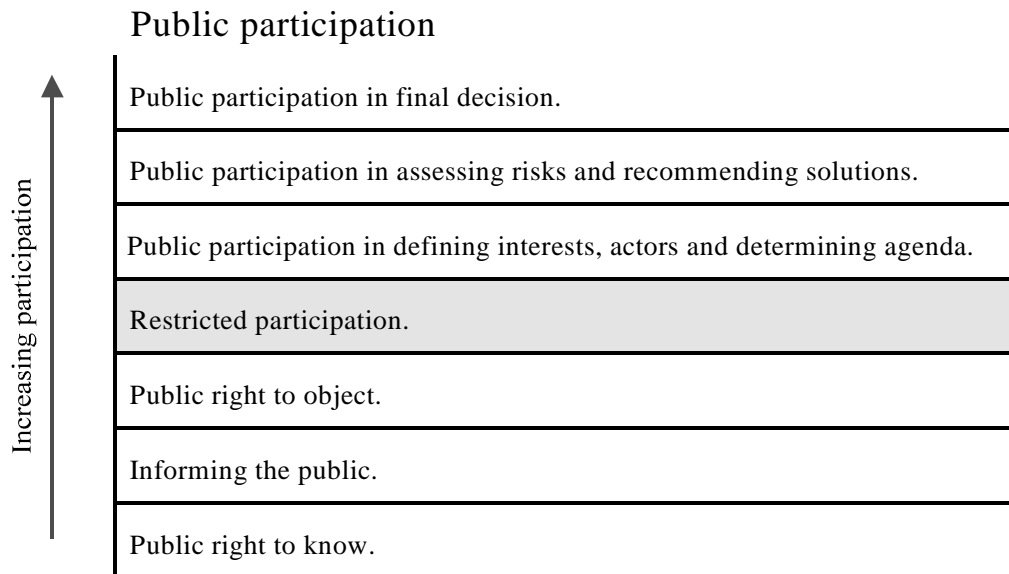 Public participation
Public participation in final decision.
Public participation in assessing risks and recommending solutions.
Public participation in defining interests, actors and determining agenda.
Restricted participation.
Public right to object.
Informing the public.
Public right to know.
Increasing participation